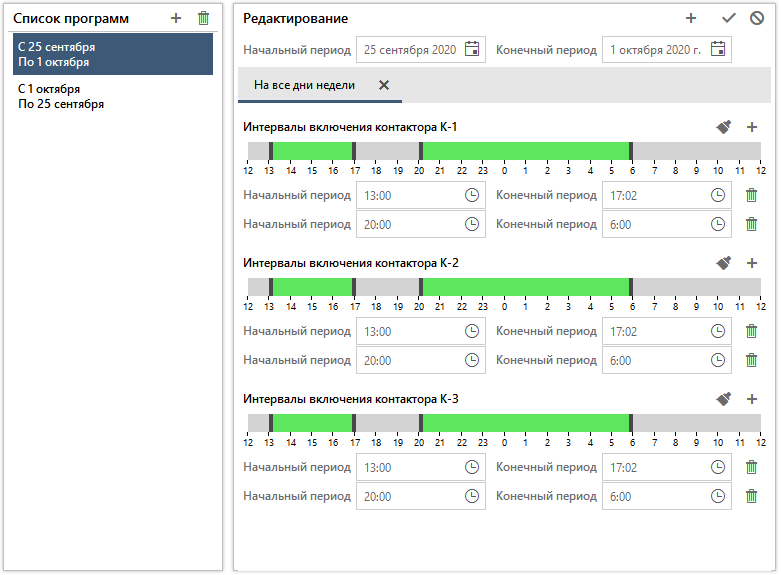 Список программ
С 25 сентября
По 1 октября
С 1 октября
По 25 сентября
Редактирование
Начальный период 25 сентября 2020 Конечный период 1 октября 2020 г.
На все дни недели
Интервалы включения контактора К-1
12 13 14 15 16 17 18 19 20 21 22 23 0 1 2 3 4 5 6 7 8 9 10 11 12
Начальный период 13:00 Конечный период 17:02
Начальный период 20:00 Конечный период 6:00
Интервалы включения контактора К-2
12 13 14 15 16 17 18 19 20 21 22 23 0 1 2 3 4 5 6 7 8 9 10 11 12
Начальный период 13:00 Конечный период 17:02
Начальный период 20:00 Конечный период 6:00
Интервалы включения контактора К-3
12 13 14 15 16 17 18 19 20 21 22 23 0 1 2 3 4 5 6 7 8 9 10 11 12
Начальный период 13:00 Конечный период 17:02
Начальный период 20:00 Конечный период 6:00